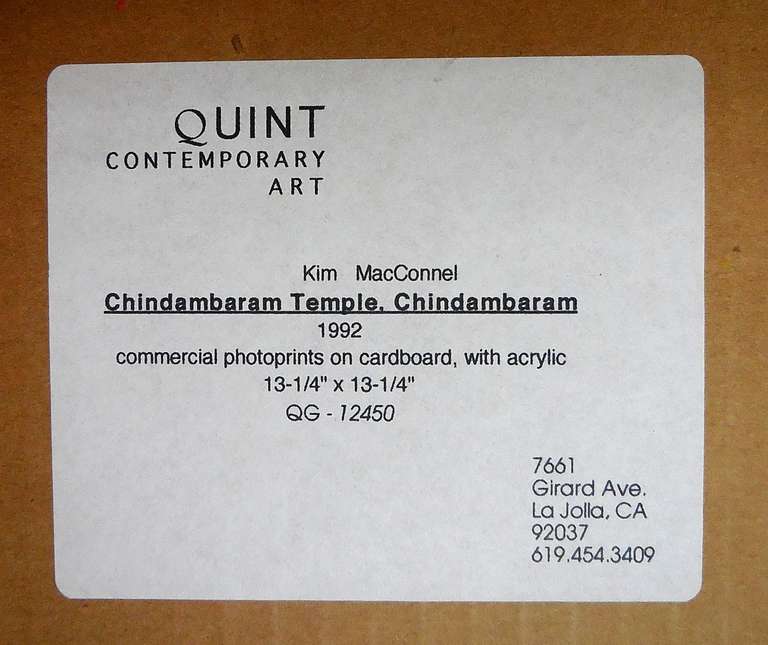 QUINT
CONTEMPORARY
ART
Kim MacConnel
Chindambaram Temple, Chindambaram
1992
commercial photoprints on cardboard, with acrylic
13-1/4" x 13-1/4"
QG - 12450
7661
Girard Ave.
La Jolla, CA
92037
619.454.3409